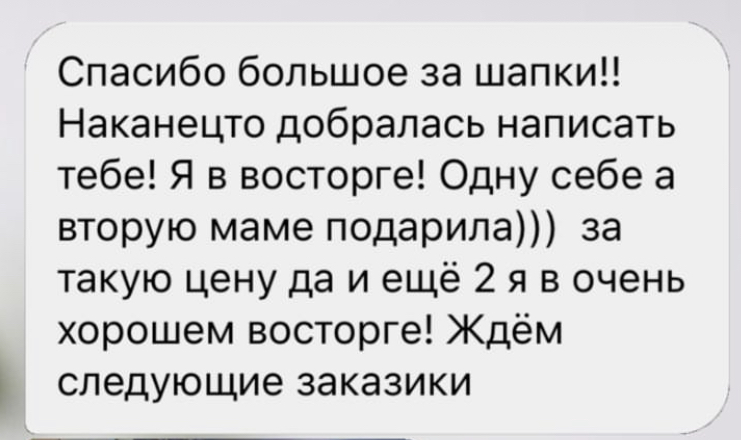 Спасибо большое за шапки!!
Наканецто добралась написать
тебе! Я в восторге! Одну себе а
вторую маме подарила))) за
такую цену да и ещё 2 я в очень
хорошем восторге! Ждём
следующие заказики